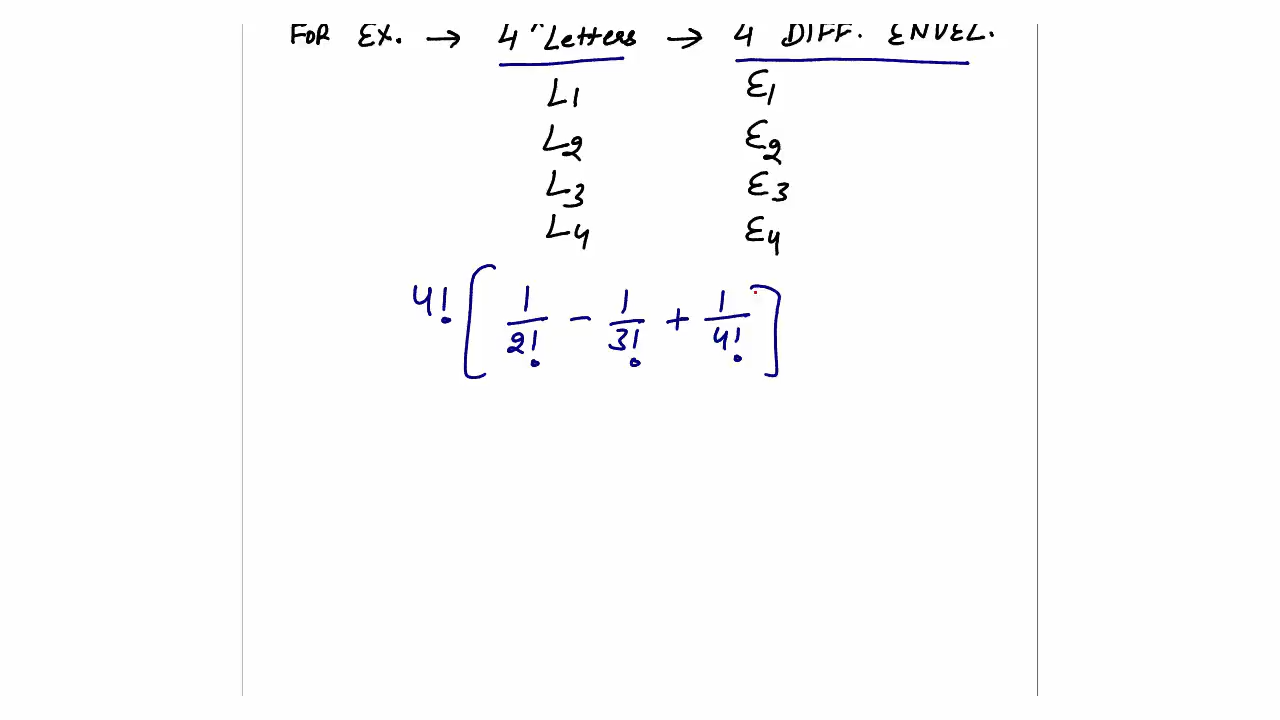 FOR EX. → 4 Letters → 4 DIFF. ENVEL.
L1 E1
L2 E2
L3 E3
L4 E4
4! [ 1/2! - 1/3! + 1/4! ]